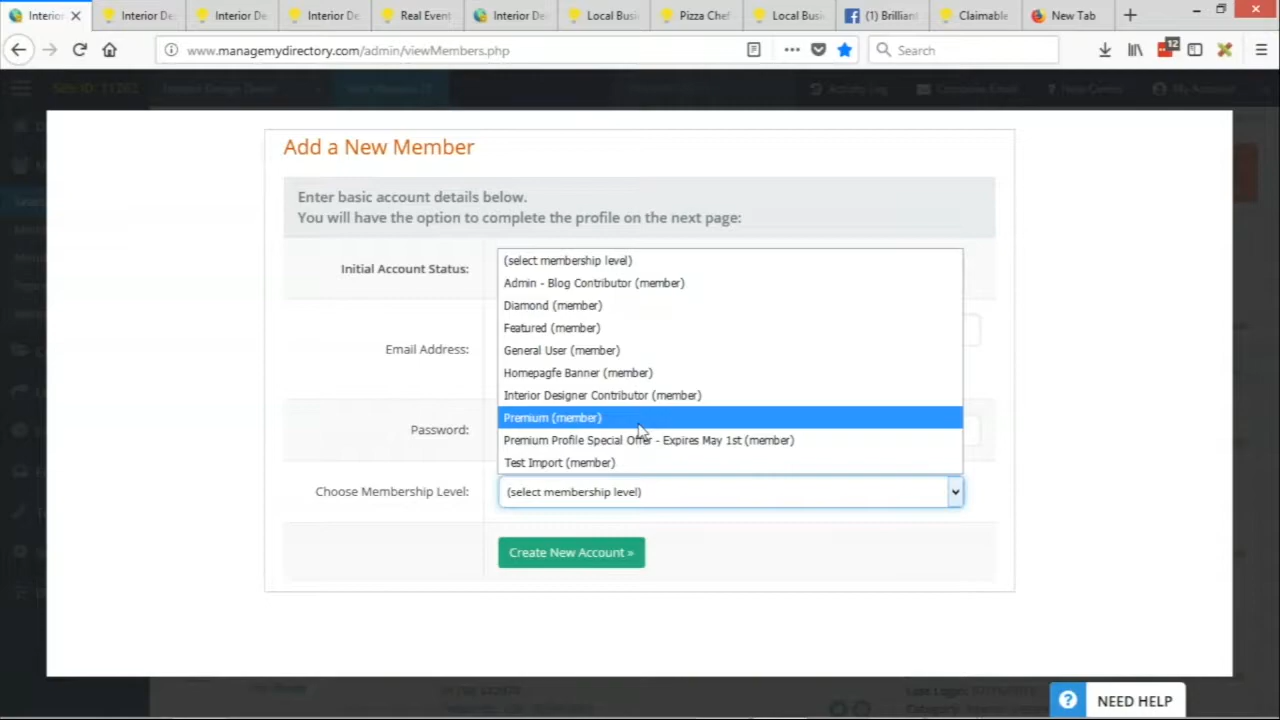 Interior
Interior De
Interior De
Interior De
Real Event
Interior De
Local Busi
Pizza Chef
Local Busi
(1) Brilliant
Claimable
New Tab
www.managemydirectory.com/admin/viewMembers.php
Search
12
Activity Log
Add a New Member
Enter basic account details below.
You will have the option to complete the profile on the next page:
Initial Account Status:
(select membership level)
Admin - Blog Contributor (member)
Diamond (member)
Featured (member)
Email Address:
General User (member)
Homepagfe Banner (member)
Interior Designer Contributor (member)
Premium (member)
Password:
Premium Profile Special Offer - Expires May 1st (member)
Test Import (member)
Choose Membership Level:
(select membership level)
Create New Account »
NEED HELP